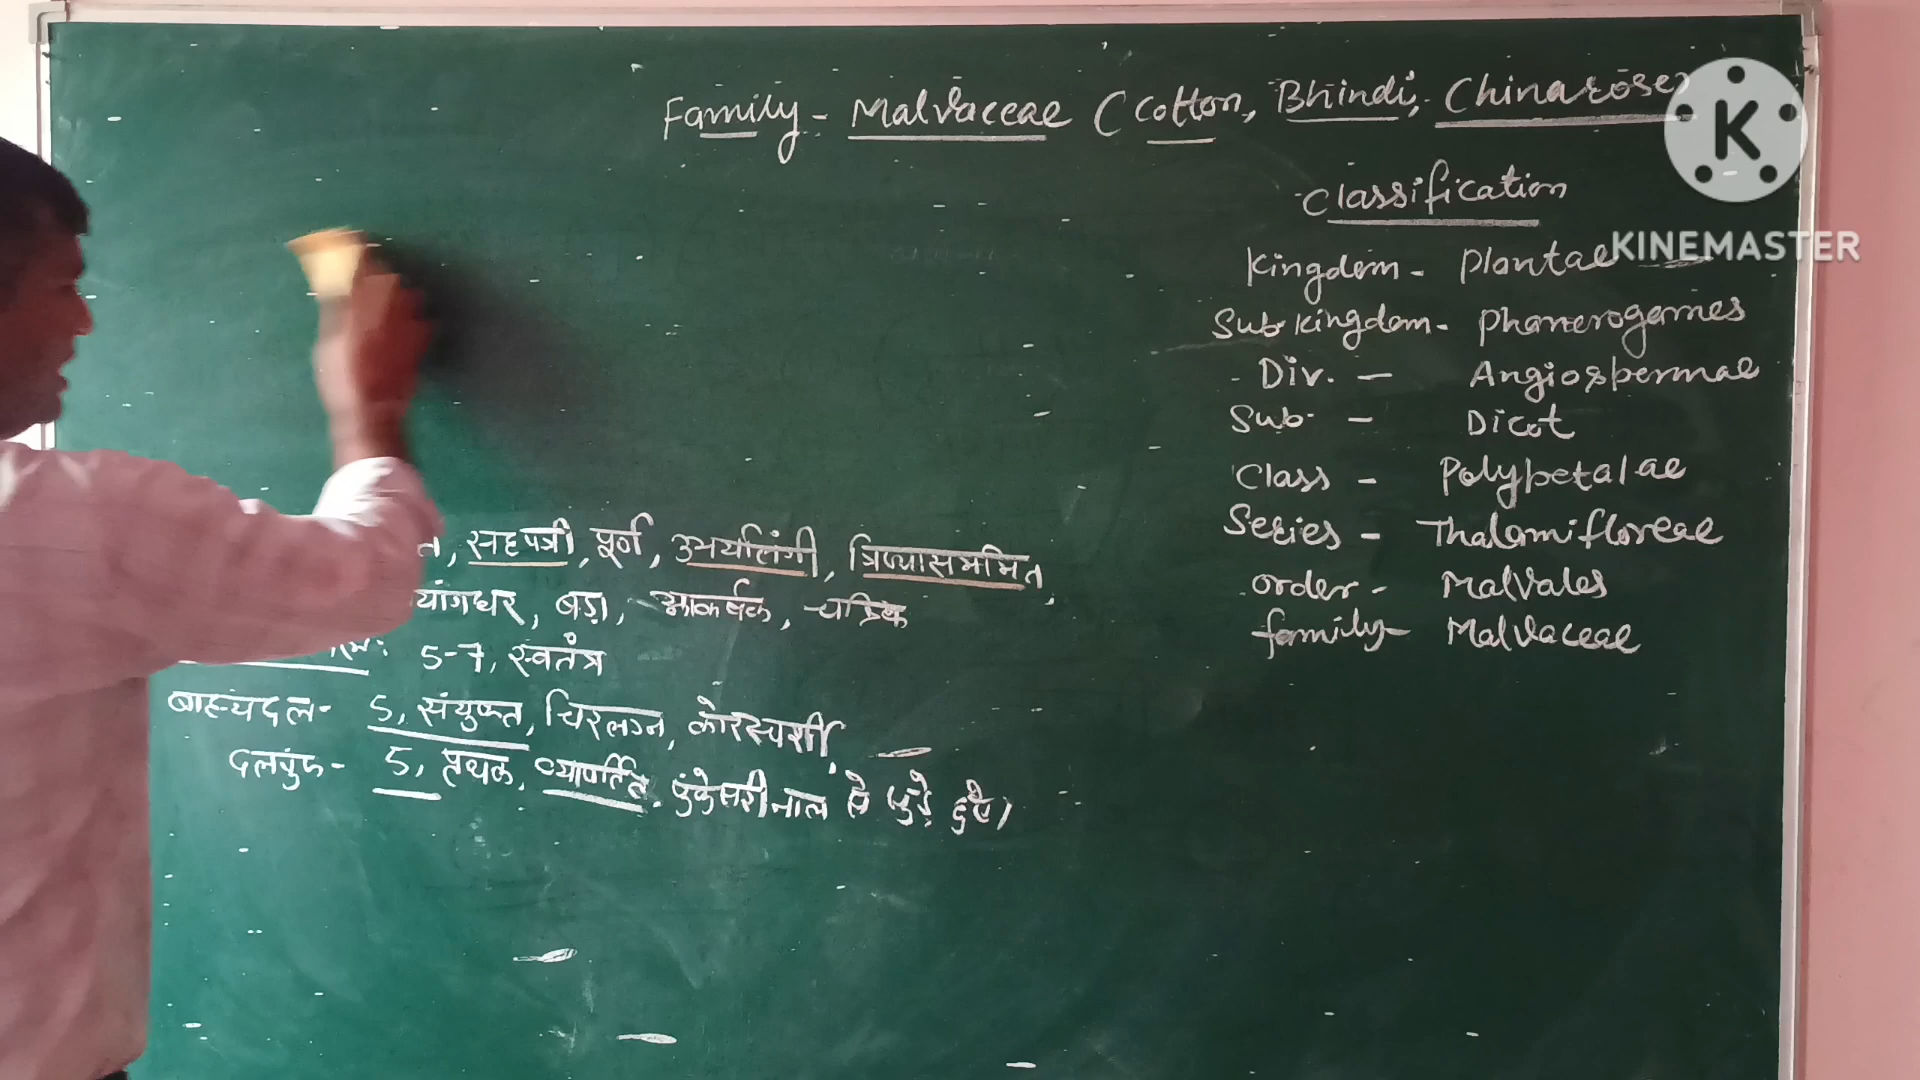 Family - Malvaceae (Cotton, Bhindi, Chinarose)
Classification
Kingdom - Plantae
KINEMASTER
Sub Kingdom - Phanerogames
Div. - Angiospermae
Sub - Dicot
Class - Polypetalae
Series - Thalamifloreae
order - Malvales
family - Malvaceae
त, सहपत्री, पूर्ण, उभयलिंगी, त्रिज्यासममित,
यांगधर, बड़ा, आकर्षक, चक्रिक
5-7, स्वतंत्र
बाह्यदल - 5, संयुक्त, चिरलग्न, कोरस्पर्शी,
दलपुंज - 5, पृथक, व्यावर्तित, पुंकेसरी नाल से जुड़े हुए।